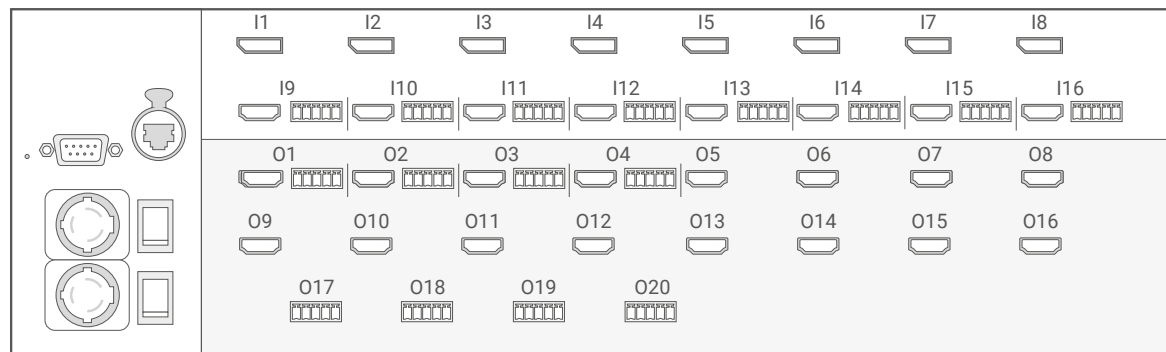 I1 I2 I3 I4 I5 I6 I7 I8
I9 I10 I11 I12 I13 I14 I15 I16
O1 O2 O3 O4 O5 O6 O7 O8
O9 O10 O11 O12 O13 O14 O15 O16
O17 O18 O19 O20